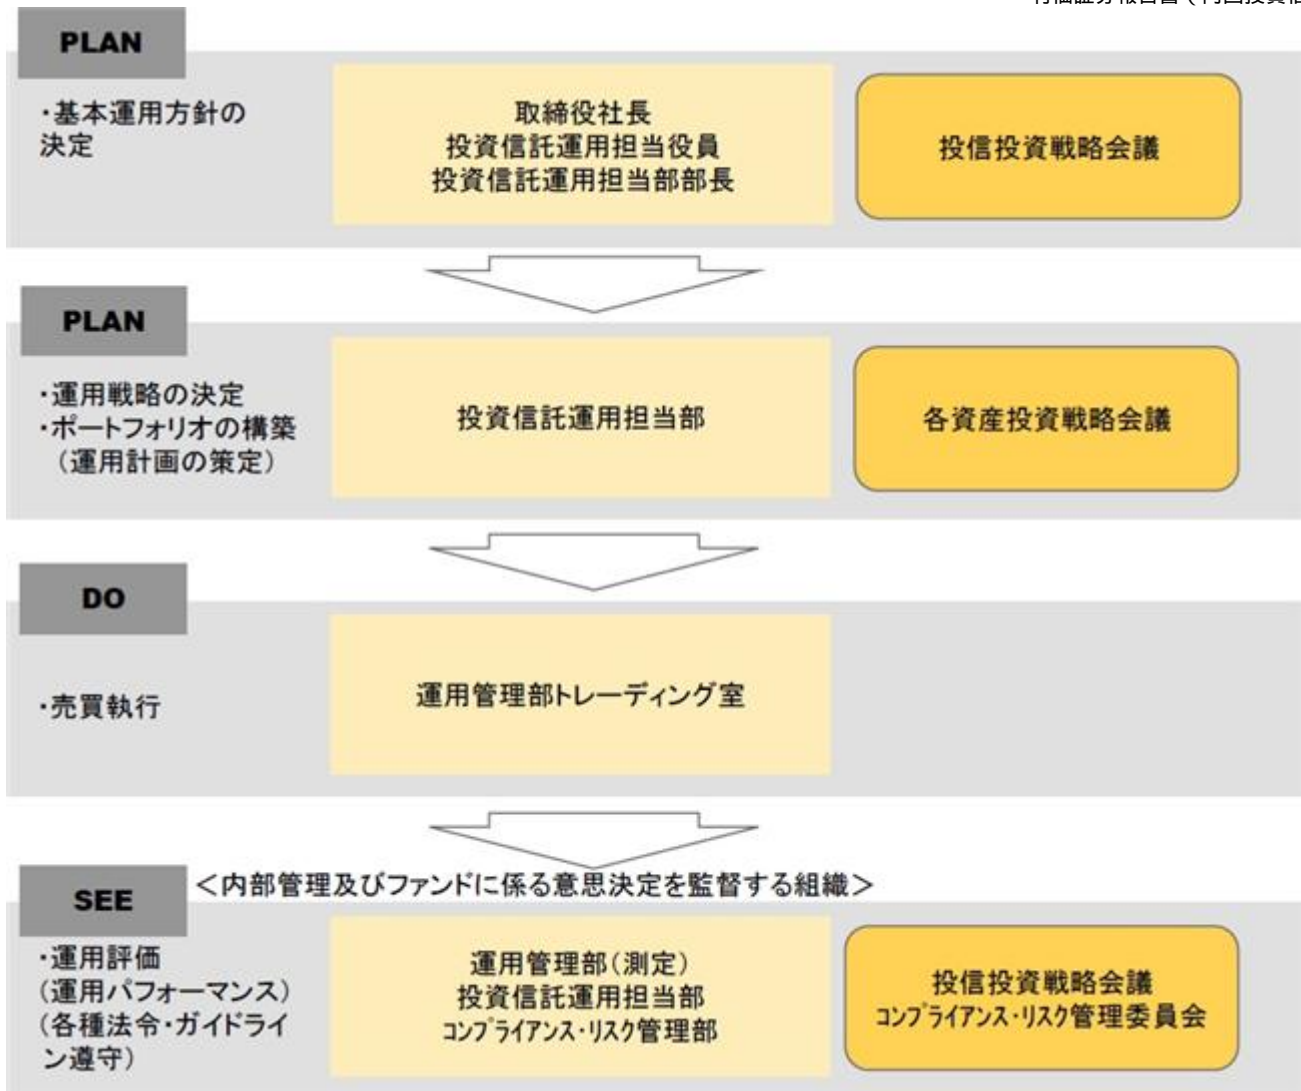 PLAN
・基本運用方針の
決定
取締役社長
投資信託運用担当役員
投資信託運用担当部部長
投信投資戦略会議
PLAN
・運用戦略の決定
・ポートフォリオの構築
（運用計画の策定）
投資信託運用担当部
各資産投資戦略会議
DO
・売買執行
運用管理部トレーディング室
SEE
＜内部管理及びファンドに係る意思決定を監督する組織＞
・運用評価
（運用パフォーマンス）
（各種法令・ガイドライ
ン遵守）
運用管理部（測定）
投資信託運用担当部
ｺﾝﾌﾟﾗｲｱﾝｽ・ﾘｽｸ管理部
投信投資戦略会議
ｺﾝﾌﾟﾗｲｱﾝｽ・ﾘｽｸ管理委員会